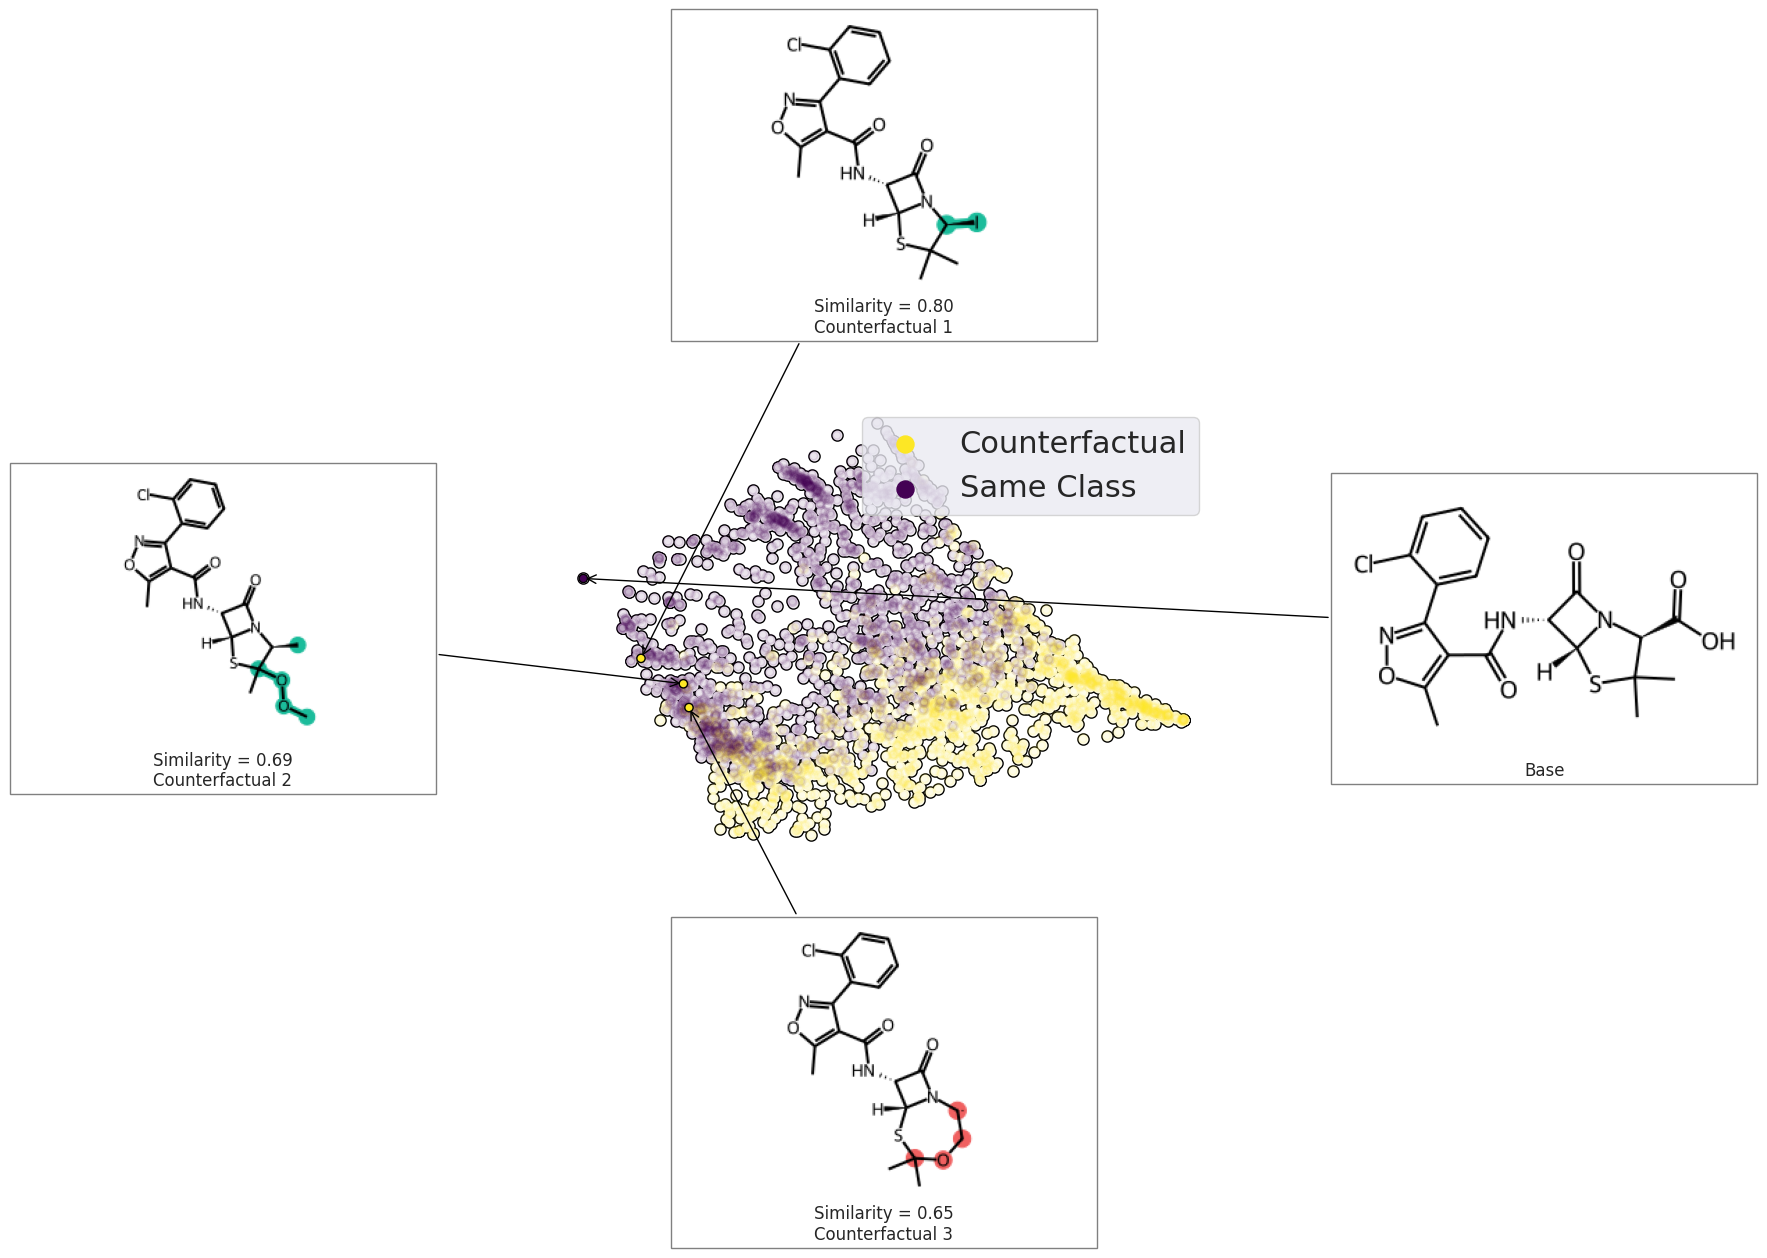 Cl
N
O
O
HN
O
N
H
I
S
Similarity = 0.80
Counterfactual 1
Counterfactual
Same Class
Cl
N
O
O
HN
O
N
H
S
O
O
Similarity = 0.69
Counterfactual 2
Cl
N
O
HN
O
O
N
H
S
O
OH
Base
Cl
N
O
O
HN
O
N
H
S
O
Similarity = 0.65
Counterfactual 3